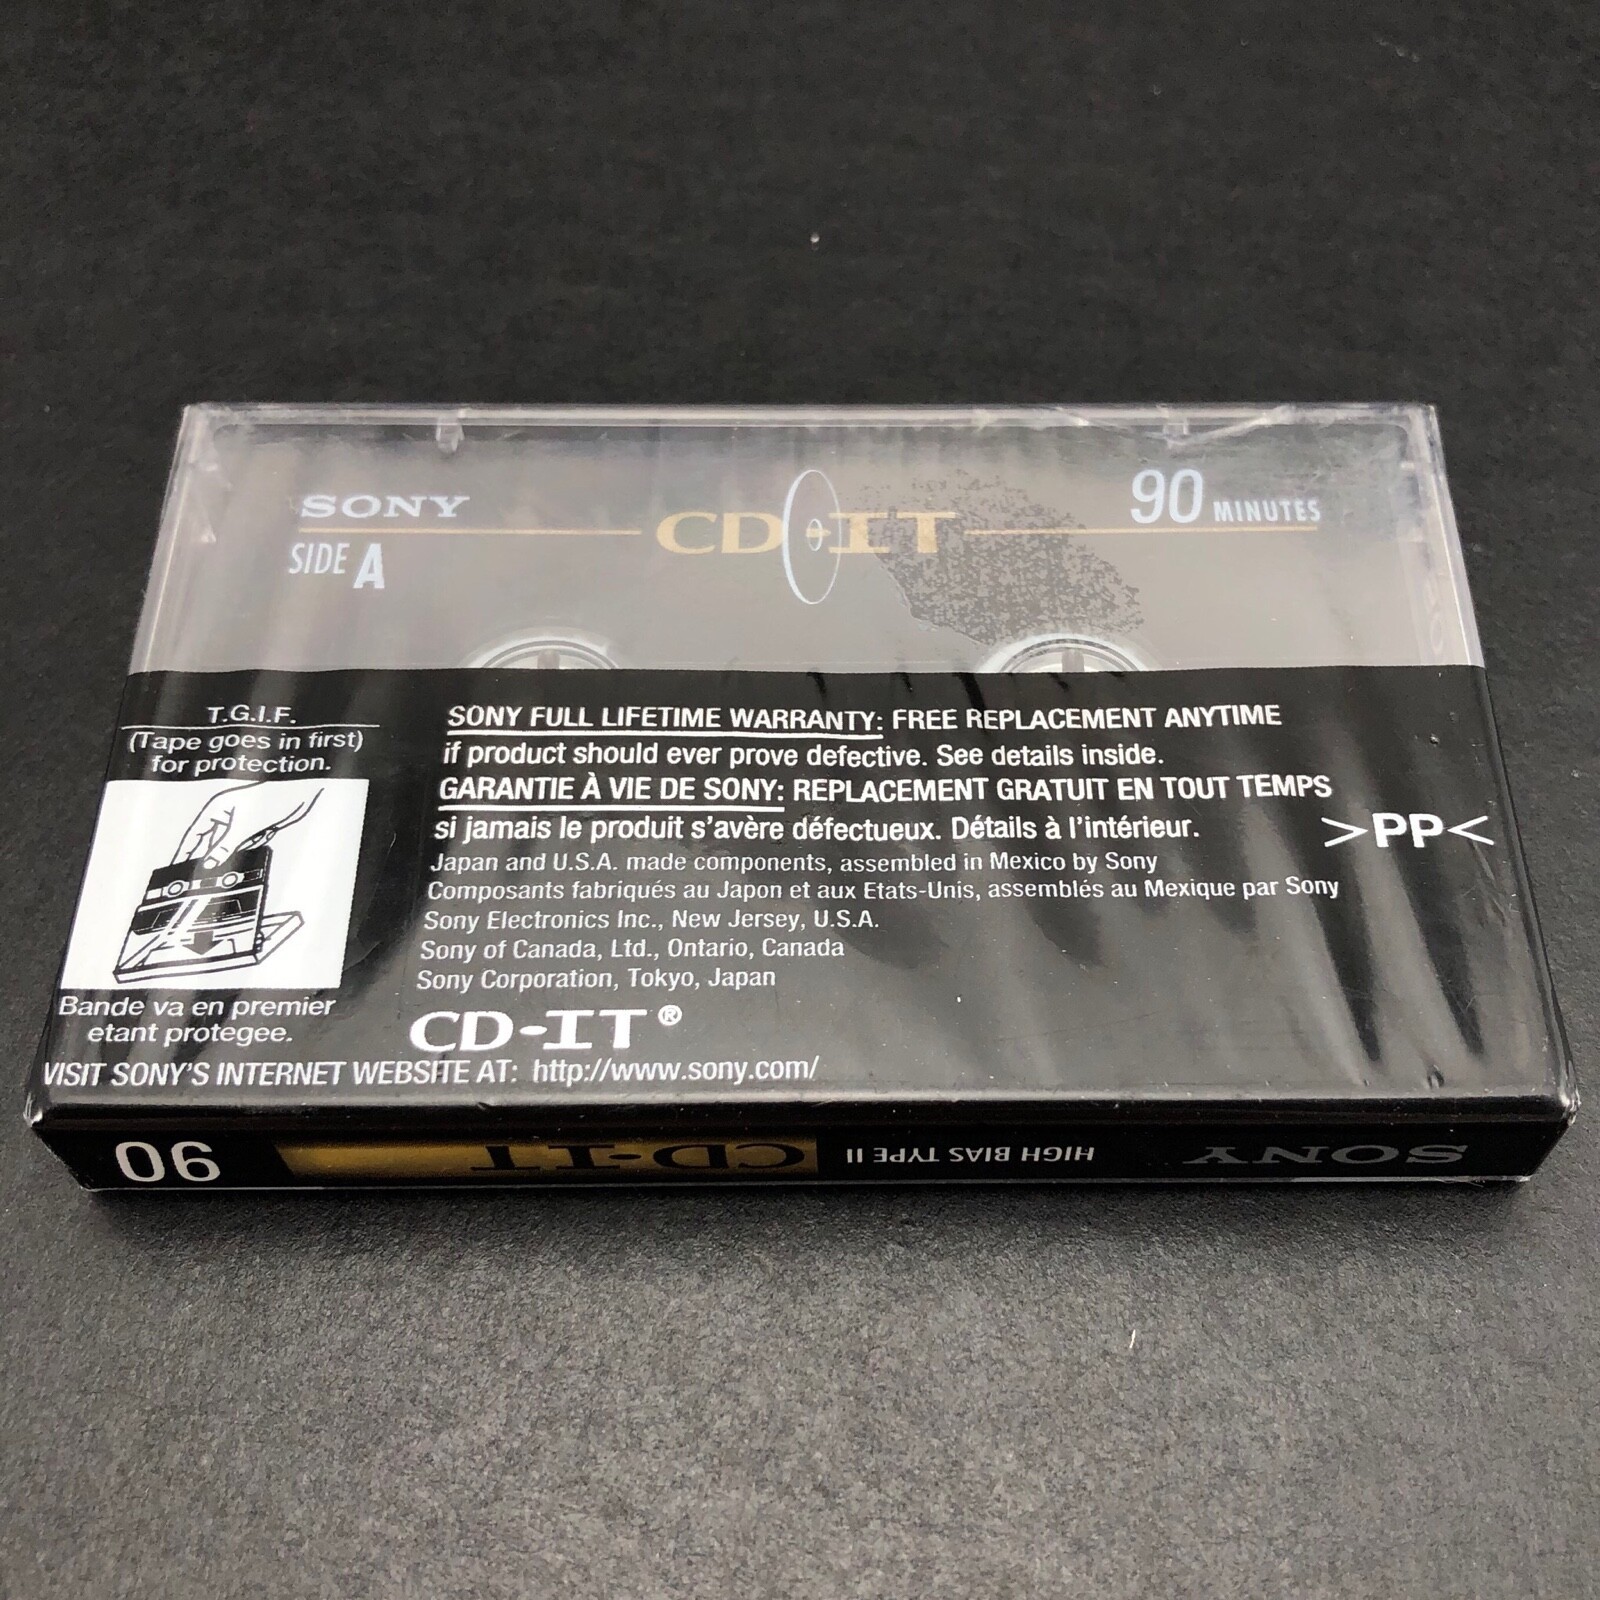 SONY
CD-IT
90 MINUTES
SIDE A
T.G.I.F.
(Tape goes in first)
for protection.
Bande va en premier
etant protegee.
SONY FULL LIFETIME WARRANTY: FREE REPLACEMENT ANYTIME
if product should ever prove defective. See details inside.
GARANTIE À VIE DE SONY: REPLACEMENT GRATUIT EN TOUT TEMPS
si jamais le produit s'avère défectueux. Détails à l'intérieur.
>PP<
Japan and U.S.A. made components, assembled in Mexico by Sony
Composants fabriqués au Japon et aux Etats-Unis, assemblés au Mexique par Sony
Sony Electronics Inc., New Jersey, U.S.A.
Sony of Canada, Ltd., Ontario, Canada
Sony Corporation, Tokyo, Japan
CD-IT®
VISIT SONY'S INTERNET WEBSITE AT: http://www.sony.com/
SONY HIGH BIAS TYPE II CD-IT 90